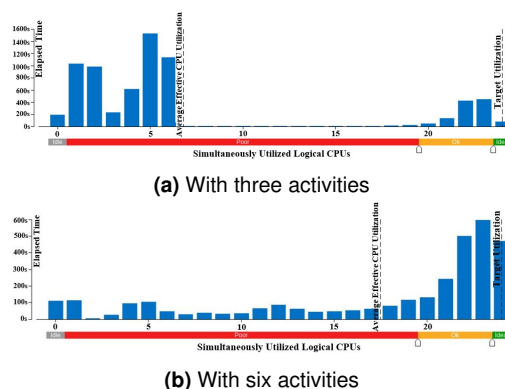 Elapsed Time
1600s
1400s
1200s
1000s
800s
600s
400s
200s
0s
Average Effective CPU Utilization
Target Utilization
0 5 10 15 20
Idle Poor Ok Ide
Simultaneously Utilized Logical CPUs
(a) With three activities
Elapsed Time
600s
500s
400s
300s
200s
100s
0s
Average Effective CPU Utilization
Target Utilization
0 5 10 15 20
Idle Poor Ok Ide
Simultaneously Utilized Logical CPUs
(b) With six activities